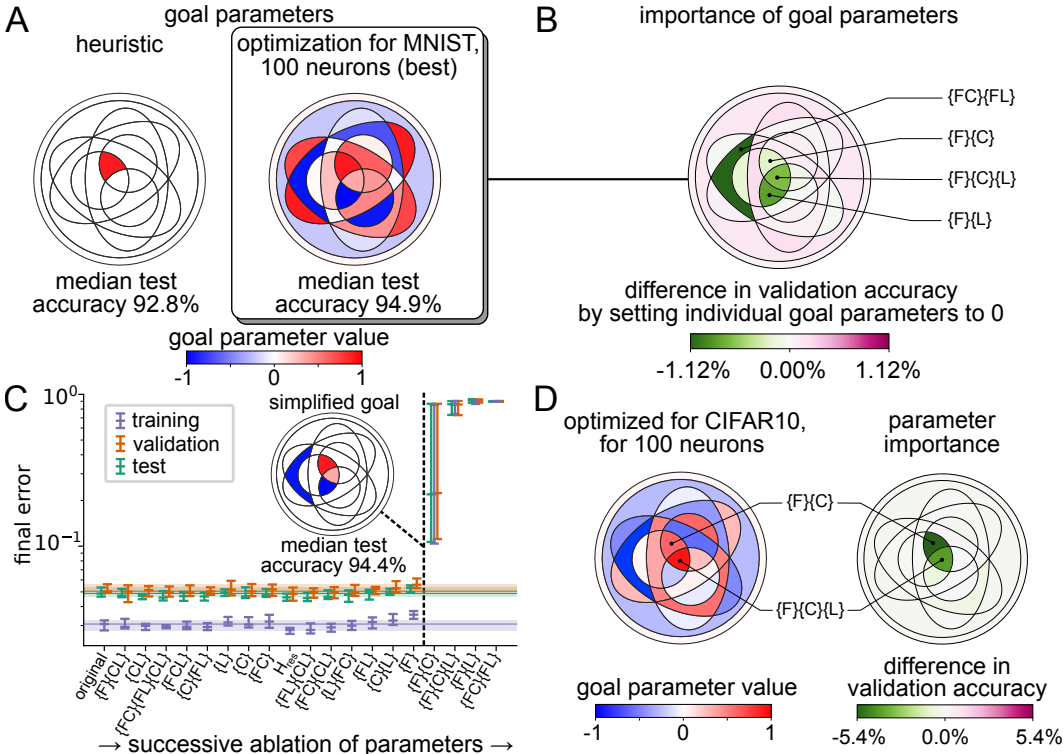 A
goal parameters
heuristic
optimization for MNIST,
100 neurons (best)
median test
accuracy 92.8%
median test
accuracy 94.9%
goal parameter value
-1
0
1
B
importance of goal parameters
{FC}{FL}
{F}{C}
{F}{C}{L}
{F}{L}
difference in validation accuracy
by setting individual goal parameters to 0
-1.12%
0.00%
1.12%
C
final error
10⁰
10⁻¹
training
validation
test
simplified goal
median test
accuracy 94.4%
original
{F}{CL}
{CL}
{FC}{FL}{CL}
{FCL}
{C}{FL}
{L}
{C}
{FC}
H_res
{FL}{CL}
{FC}{CL}
{L}{FC}
{FL}
{C}{L}
{F}
{F}{C}
{F}{C}{L}
{F}{L}
{FC}{FL}
→ successive ablation of parameters →
D
optimized for CIFAR10,
for 100 neurons
parameter
importance
{F}{C}
{F}{C}{L}
goal parameter value
-1
0
1
difference in
validation accuracy
-5.4%
0.0%
5.4%